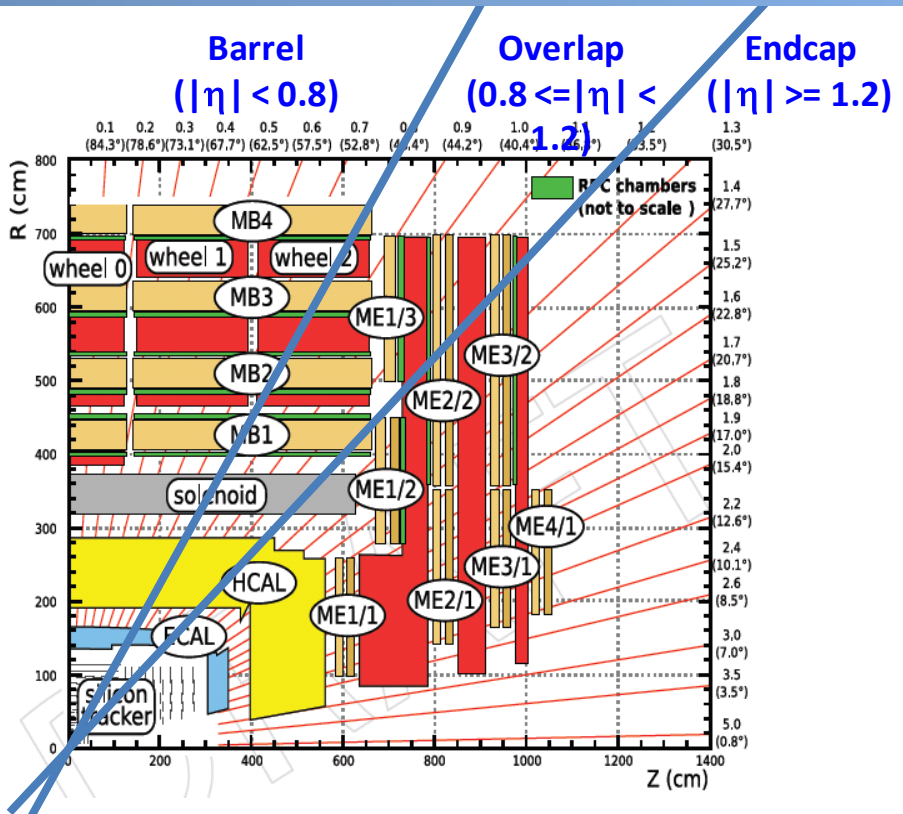 Barrel
(|η| < 0.8)
Overlap
(0.8 <=|η| <
1.2)
Endcap
(|η| >= 1.2)
0.1 0.2 0.3 0.4 0.5 0.6 0.7 0.9 1.0 1.3
(84.3°) (78.6°) (73.1°) (67.7°) (62.5°) (57.5°) (52.8°) (44.2°) (40.4°) (30.5°)
R (cm)
800
700
600
500
400
300
200
100
0
RPC chambers
(not to scale )
MB4
wheel 0
wheel 1
wheel 2
MB3
ME1/3
ME3/2
MB2
ME2/2
MB1
solenoid
ME1/2
ME4/1
HCAL
ME3/1
ME1/1
ME2/1
ECAL
silicon
tracker
1.4
(27,7°)
1.5
(25.2°)
1.6
(22.8°)
1.7
(20.7°)
1.8
(18.8°)
1.9
(17.0°)
2.0
(15.4°)
2,2
(12.6°)
2.4
(10.1°)
2.6
(8.5°)
3,0
(7.0°)
3.5
(3.5°)
5.0
(0.8°)
0 200 400 600 800 1000 1200 1400
Z (cm)